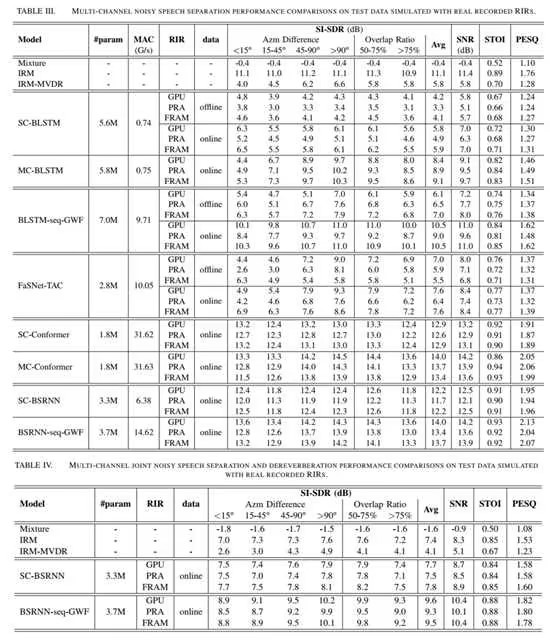 TABLE III. MULTI-CHANNEL NOISY SPEECH SEPARATION PERFORMANCE COMPARISONS ON TEST DATA SIMULATED WITH REAL RECORDED RIRS.
SI-SDR (dB)
Model #param MAC RIR data Azm Difference Overlap Ratio Avg SNR STOI PESQ
(G/s) <15° 15-45° 45-90° >90° 50-75% >75% (dB)
Mixture - - - - -0.4 -0.4 -0.4 -0.4 -0.4 -0.4 -0.4 -0.4 0.52 1.10
IRM - - - - 11.1 11.0 11.2 11.1 11.3 10.9 11.1 11.4 0.89 1.76
IRM-MVDR - - - - 4.0 4.5 6.2 6.6 5.8 5.8 5.8 5.8 0.70 1.28
GPU 4.8 3.9 4.2 4.3 4.3 4.1 4.2 5.8 0.67 1.24
PRA offline 3.8 3.0 3.3 3.4 3.5 3.1 3.3 5.1 0.66 1.24
FRAM 4.6 3.6 4.1 4.2 4.5 3.6 4.1 5.7 0.68 1.27
SC-BLSTM 5.6M 0.74 GPU 6.3 5.5 5.8 5.8 6.1 5.6 5.8 7.0 0.72 1.30
PRA online 5.2 4.5 4.9 5.1 5.1 4.6 4.9 6.3 0.68 1.27
FRAM 6.5 5.5 5.8 6.1 6.2 5.5 5.9 7.0 0.71 1.31
GPU 4.4 6.7 8.9 9.7 8.8 8.0 8.4 9.1 0.82 1.46
MC-BLSTM 5.8M 0.75 PRA online 4.9 7.1 9.5 10.2 9.3 8.5 8.9 9.5 0.84 1.49
FRAM 5.3 7.3 9.7 10.3 9.5 8.6 9.1 9.7 0.83 1.51
GPU 5.4 4.7 5.1 7.0 6.1 5.9 6.1 7.2 0.74 1.34
PRA offline 6.0 5.1 6.7 7.6 6.8 6.3 6.5 7.7 0.75 1.37
FRAM 6.3 5.7 7.2 7.9 7.2 6.8 7.0 8.0 0.76 1.38
BLSTM-seq-GWF 7.0M 9.71 GPU 10.1 9.8 10.7 11.0 11.0 10.0 10.5 11.0 0.84 1.62
PRA online 8.4 7.7 9.3 9.7 9.2 8.7 9.0 9.6 0.81 1.48
FRAM 10.3 9.6 10.7 11.0 10.9 10.1 10.5 11.0 0.85 1.62
GPU 4.4 4.6 7.2 9.0 7.2 6.9 7.0 8.0 0.76 1.37
PRA offline 2.6 3.0 6.3 8.1 6.0 5.8 5.9 7.1 0.72 1.32
FRAM 6.3 4.9 5.4 5.8 5.8 5.1 5.5 6.8 0.71 1.31
FaSNet-TAC 2.8M 10.05 GPU 4.9 5.4 7.9 9.3 7.9 7.2 7.6 8.4 0.77 1.37
PRA online 4.2 4.6 6.8 7.5 6.6 6.2 6.4 7.4 0.73 1.32
FRAM 6.9 6.3 7.6 8.6 7.8 7.2 7.6 8.4 0.77 1.39
GPU 13.2 12.4 13.2 13.0 13.3 12.4 12.9 13.2 0.92 1.91
SC-Conformer 1.8M 31.62 PRA online 12.7 12.3 12.8 12.7 13.0 12.2 12.6 12.9 0.91 1.87
FRAM 13.2 12.4 13.1 13.0 13.3 12.4 12.9 13.1 0.90 1.89
GPU 13.3 13.3 14.2 14.5 14.4 13.6 14.0 14.2 0.86 2.05
MC-Conformer 1.8M 31.63 PRA online 12.8 12.9 14.0 14.2 14.1 13.3 13.7 13.9 0.94 2.06
FRAM 11.5 12.6 13.8 13.9 13.8 12.9 13.4 13.6 0.93 1.99
GPU 12.4 11.8 12.4 12.4 12.6 11.8 12.2 12.5 0.91 1.95
SC-BSRNN 3.3M 6.38 PRA online 12.0 11.3 11.9 11.9 12.2 11.3 11.7 12.1 0.90 1.94
FRAM 12.5 11.8 12.4 12.3 12.6 11.8 12.2 12.5 0.91 1.96
GPU 13.6 13.4 14.2 14.3 14.3 13.6 14.0 14.2 0.93 2.13
BSRNN-seq-GWF 3.7M 14.62 PRA online 12.8 12.6 13.7 13.9 13.8 13.0 13.4 13.6 0.92 2.04
FRAM 13.2 12.9 13.9 14.2 14.1 13.3 13.7 13.9 0.92 2.07
TABLE IV. MULTI-CHANNEL JOINT NOISY SPEECH SEPARATION AND DEREVERBERATION PERFORMANCE COMPARISONS ON TEST DATA SIMULATED
WITH REAL RECORDED RIRS.
SI-SDR (dB)
Model #param RIR data Azm Difference Overlap Ratio Avg SNR STOI PESQ
<15° 15-45° 45-90° >90° 50-75% >75%
Mixture - - - -1.8 -1.6 -1.7 -1.5 -1.6 -1.6 -1.6 -0.9 0.50 1.08
IRM - - - 7.0 7.3 7.3 7.6 7.6 7.2 7.4 8.3 0.85 1.53
IRM-MVDR - - - 2.6 3.0 4.3 4.9 4.1 4.1 4.1 5.1 0.67 1.23
GPU 7.5 7.4 7.6 7.9 7.9 7.4 7.7 8.7 0.84 1.58
SC-BSRNN 3.3M PRA online 7.5 7.0 7.4 7.8 7.8 7.1 7.5 8.5 0.84 1.58
FRAM 7.7 7.5 7.8 8.1 8.2 7.5 7.8 8.9 0.85 1.60
GPU 8.9 9.1 9.5 10.2 9.9 9.3 9.6 10.4 0.88 1.82
BSRNN-seq-GWF 3.7M PRA online 8.5 8.7 9.2 9.9 9.5 9.0 9.3 10.1 0.88 1.80
FRAM 8.8 8.9 9.5 10.1 9.8 9.2 9.5 10.4 0.88 1.78